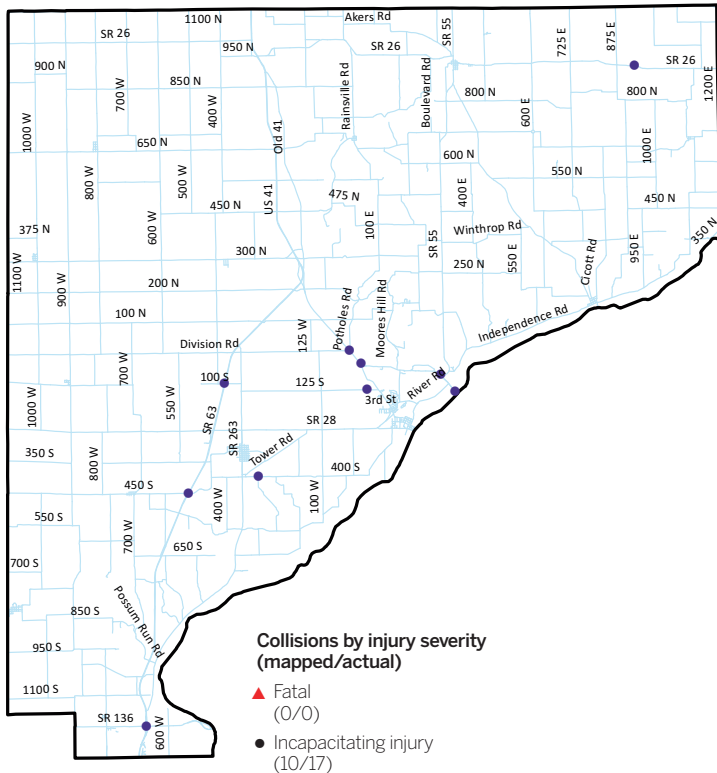 1100 N
Akers Rd
SR 26
950 N
SR 26
SR 55
725 E
875 E
SR 26
900 N
850 N
700 W
400 W
Rainsville Rd
Boulevard Rd
800 N
600 E
800 N
1200 E
1000 W
650 N
Old 41
600 N
1000 E
800 W
500 W
550 N
450 N
US 41
475 N
400 E
450 N
375 N
600 W
100 E
SR 55
Winthrop Rd
550 E
950 E
350 N
300 N
250 N
Cicott Rd
1100 W
900 W
200 N
100 N
Potholes Rd
Moores Hill Rd
Independence Rd
125 W
Division Rd
700 W
100 S
125 S
River Rd
550 W
3rd St
1000 W
SR 63
SR 263
SR 28
Tower Rd
350 S
800 W
400 S
450 S
400 W
100 W
550 S
700 W
650 S
700 S
Possum Run Rd
850 S
950 S
1100 S
SR 136
600 W
Collisions by injury severity
(mapped/actual)
Fatal
(0/0)
Incapacitating injury
(10/17)